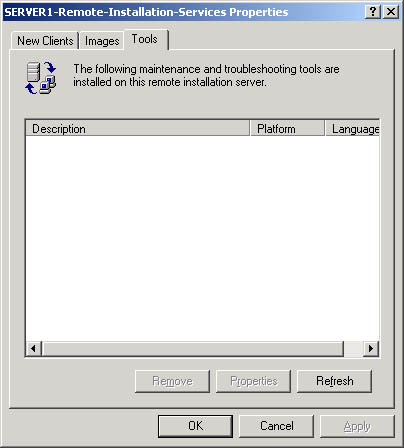 SERVER1-Remote-Installation-Services Properties
New Clients Images Tools
The following maintenance and troubleshooting tools are
installed on this remote installation server.
Description Platform Language
Remove Properties Refresh
OK Cancel Apply